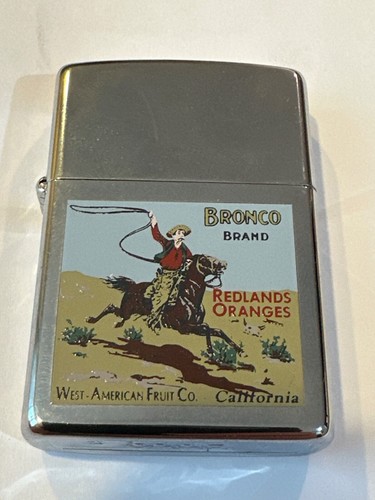 BRONCO
BRAND
REDLANDS
ORANGES
WEST-AMERICAN FRUIT CO. California